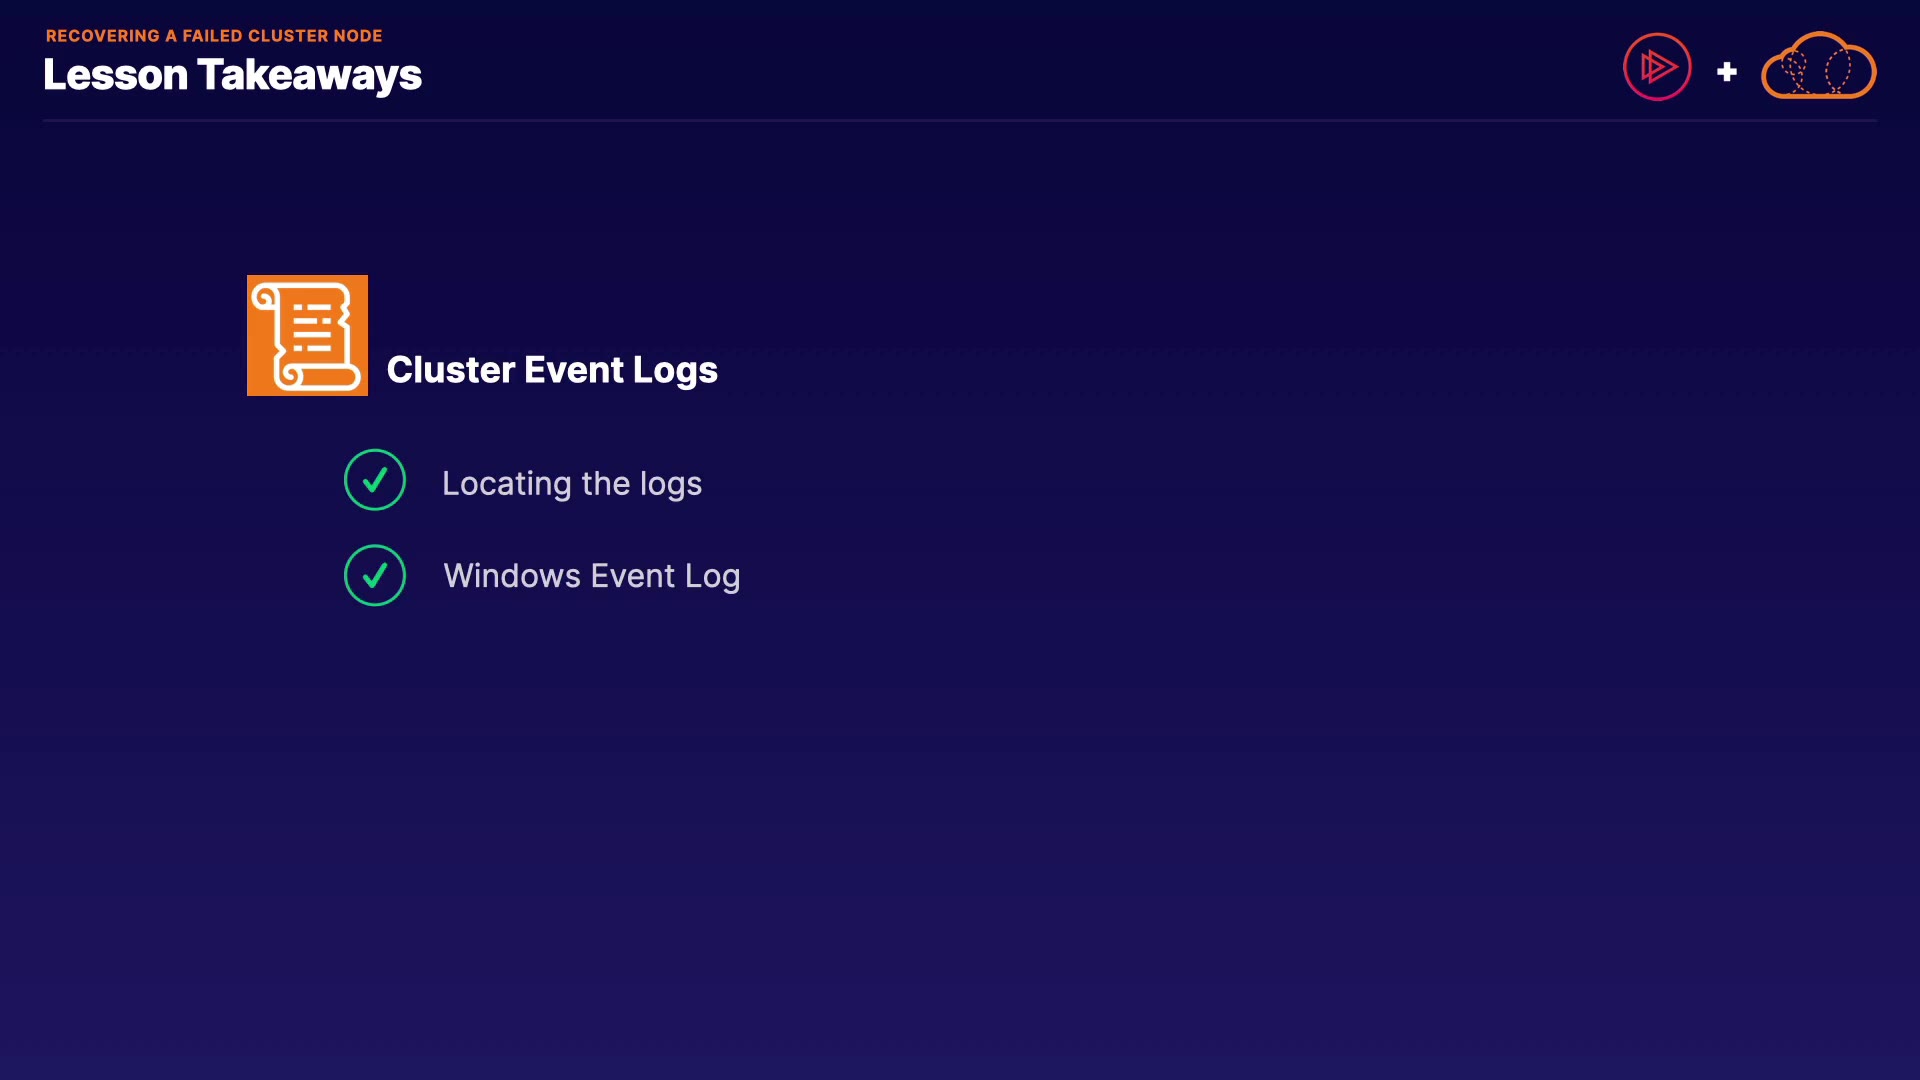 RECOVERING A FAILED CLUSTER NODE
Lesson Takeaways
Cluster Event Logs
Locating the logs
Windows Event Log